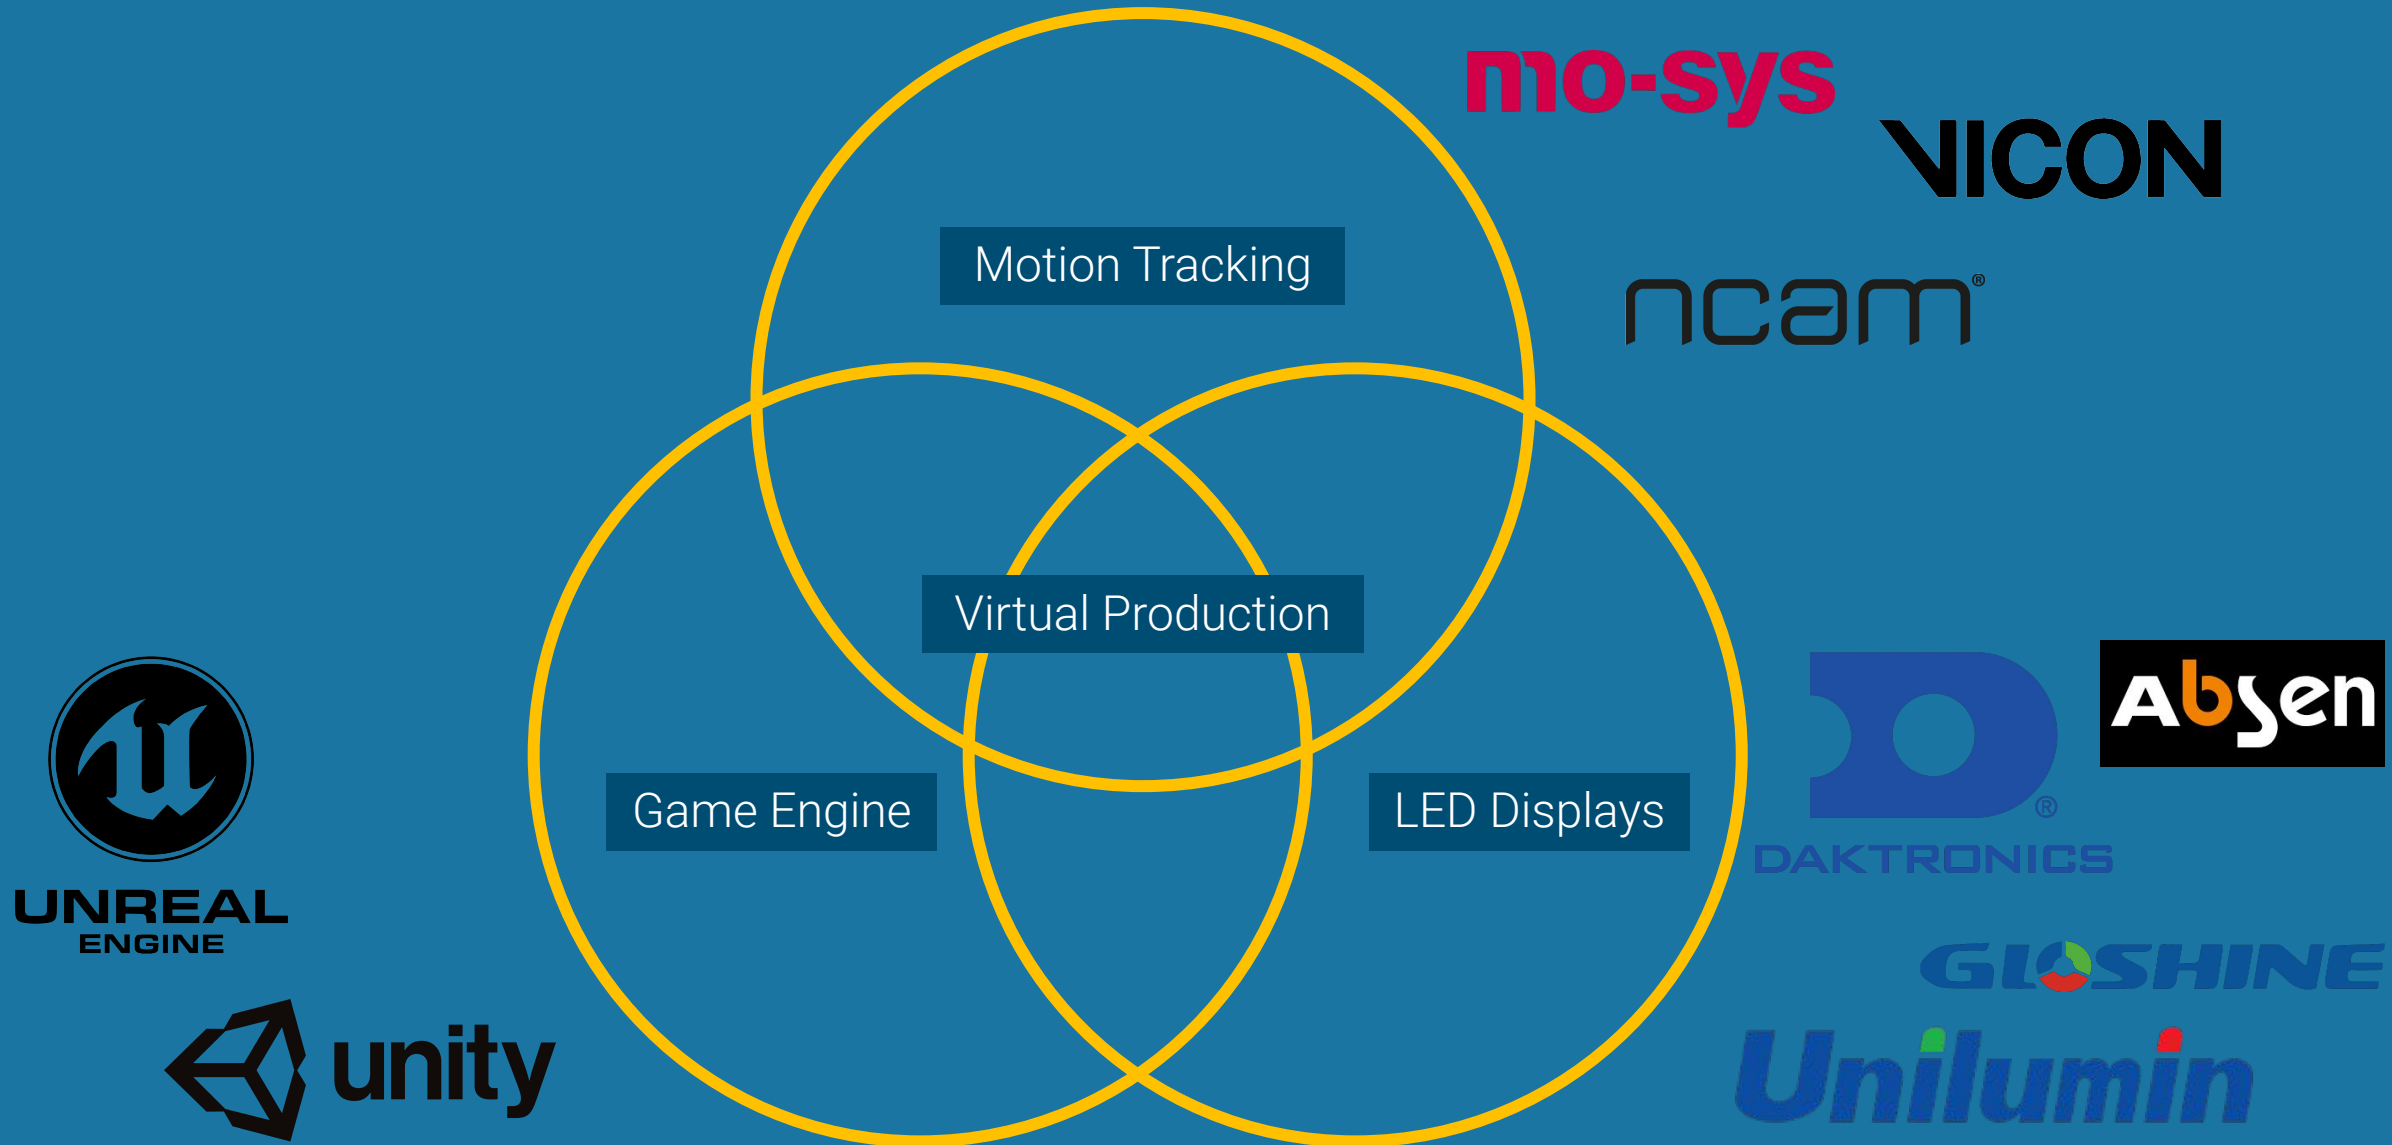 mo-sys
VICON
ncam®
Motion Tracking
Virtual Production
Game Engine
LED Displays
UNREAL
ENGINE
unity
Absen
®
DAKTRONICS
GLOSHINE
Unilumin